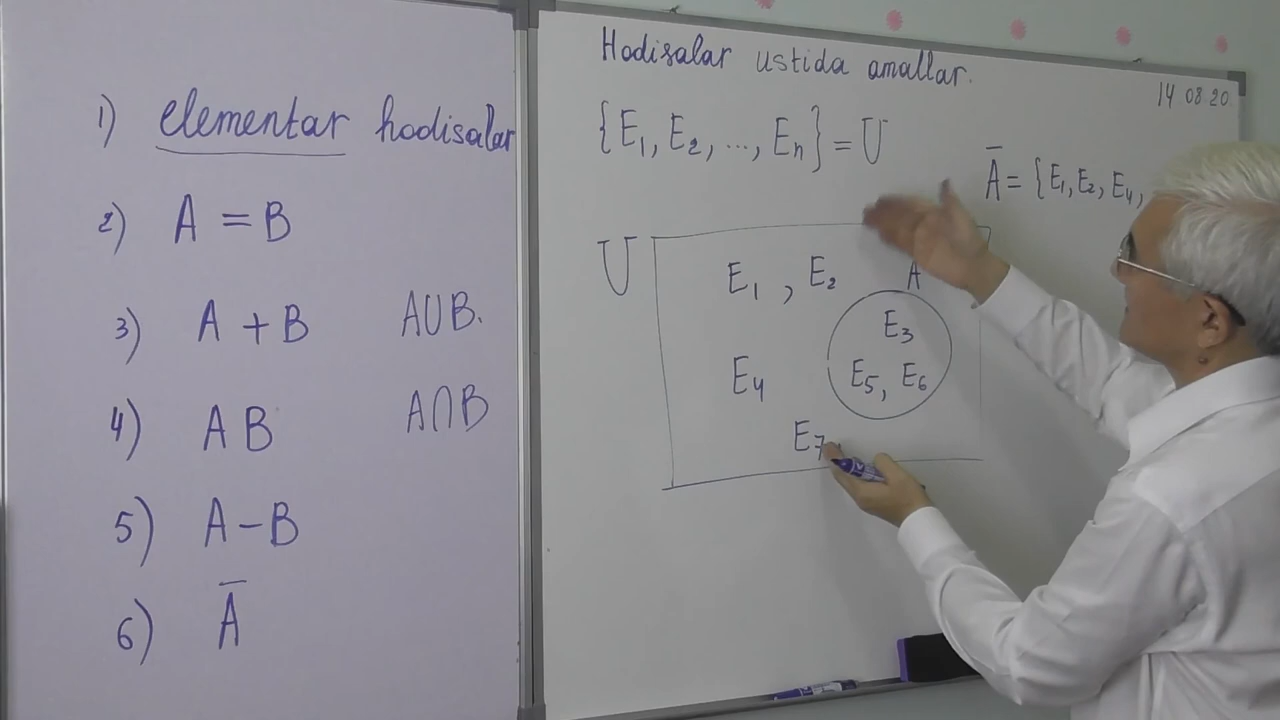 1) elementar hodisalar
2) A = B
3) A + B A∪B.
4) A B A∩B
5) A − B
6) A̅
Hodisalar ustida amallar.
14 08 20
{E₁, E₂, ..., Eₙ} = U
A̅ = {E₁, E₂, E₄,
U
E₁ , E₂ A
E₃
E₄ E₅, E₆
E₇